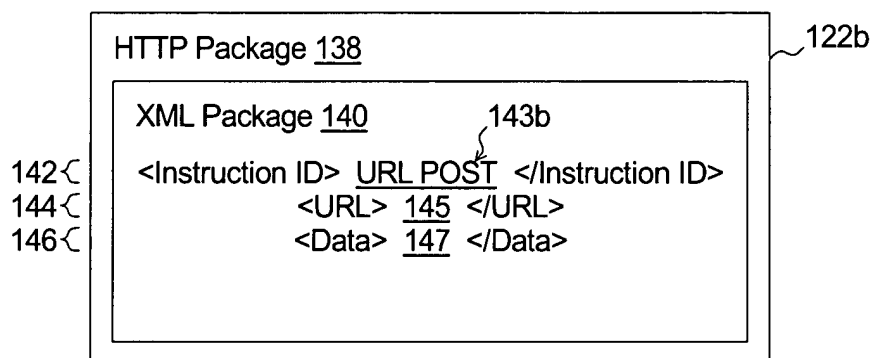 HTTP Package 138
122b
XML Package 140
143b
142 { <Instruction ID> URL POST </Instruction ID>
144 { <URL> 145 </URL>
146 { <Data> 147 </Data>